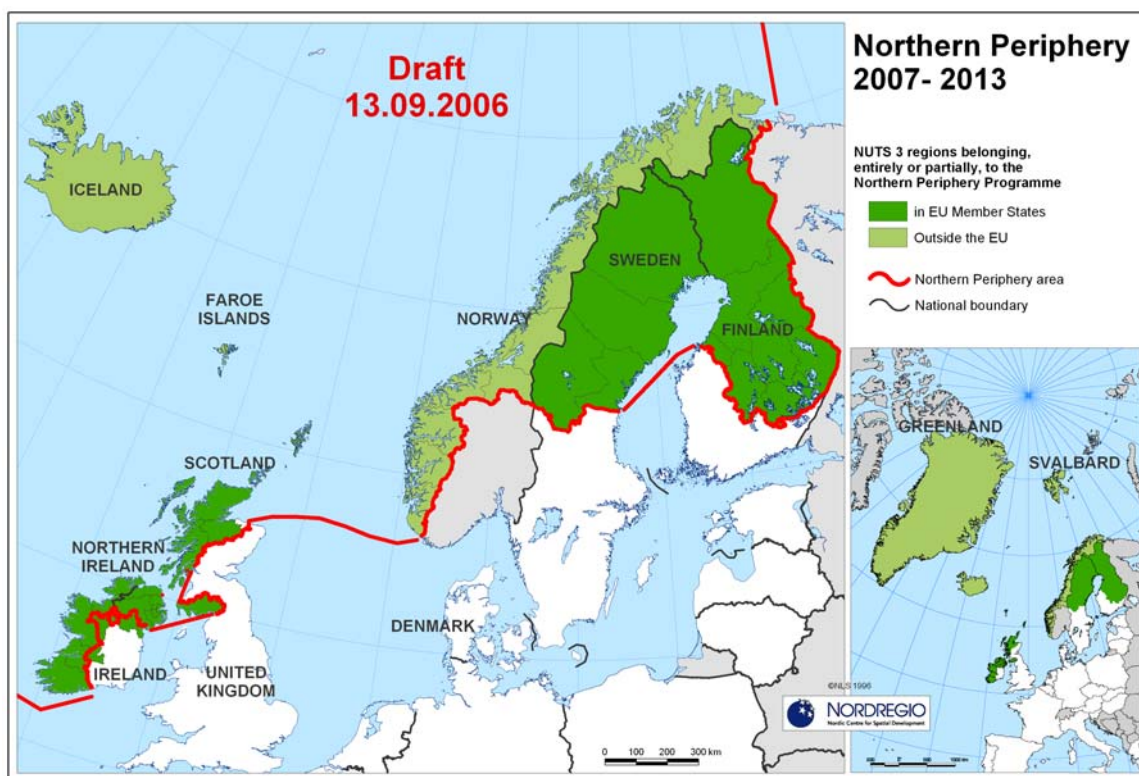 Draft
13.09.2006
Northern Periphery
2007- 2013
NUTS 3 regions belonging,
entirely or partially, to the
Northern Periphery Programme
in EU Member States
Outside the EU
Northern Periphery area
National boundary
ICELAND
FAROE
ISLANDS
SWEDEN
NORWAY
FINLAND
SCOTLAND
NORTHERN
IRELAND
IRELAND
UNITED
KINGDOM
DENMARK
GREENLAND
SVALBARD
©NLS 1996
NORDREGIO
Nordic Centre for Spatial Development
0 100 200 300 km